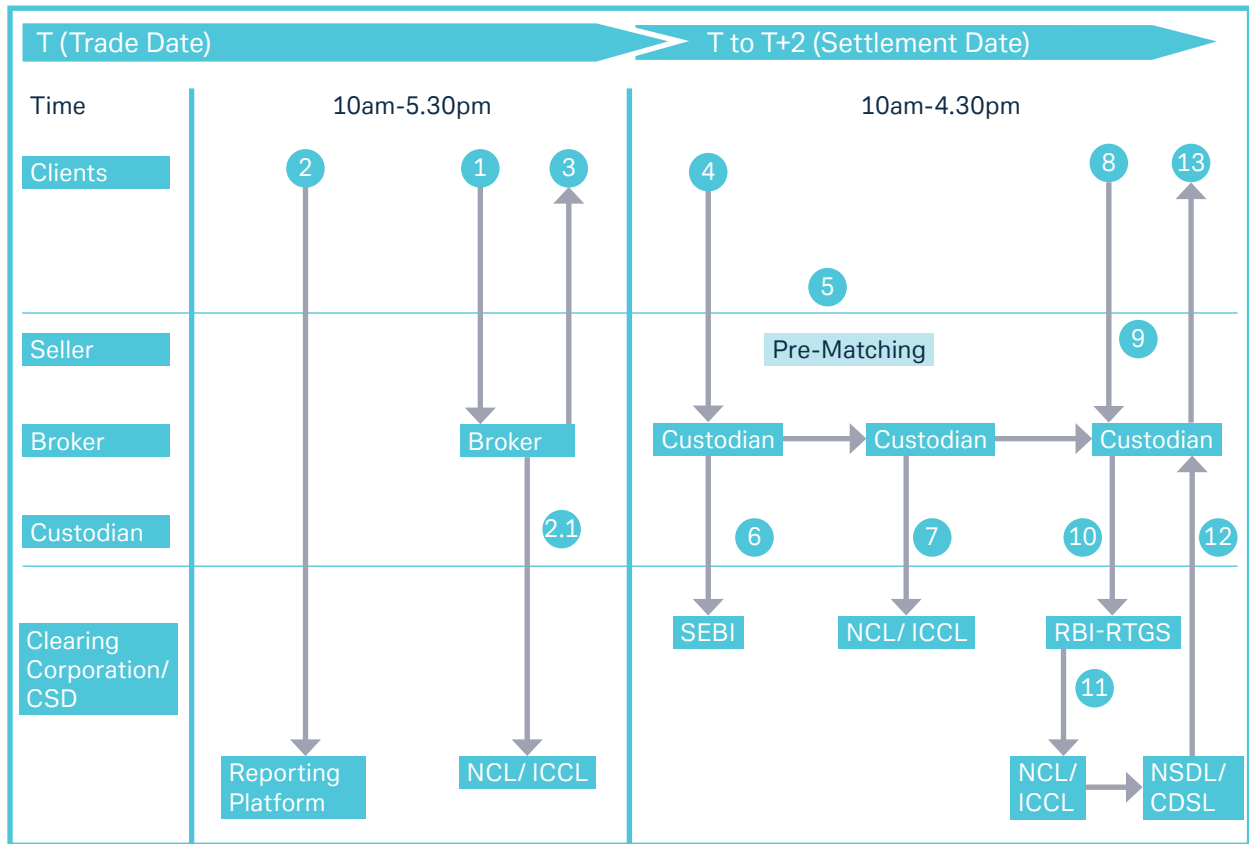 T (Trade Date)
T to T+2 (Settlement Date)
Time
10am-5.30pm
10am-4.30pm
Clients
2
1
3
4
8
13
5
Seller
Pre-Matching
9
Broker
Broker
Custodian
Custodian
Custodian
Custodian
2.1
6
7
10
12
Clearing
Corporation/
CSD
SEBI
NCL/ ICCL
RBI-RTGS
11
Reporting
Platform
NCL/ ICCL
NCL/
ICCL
NSDL/
CDSL